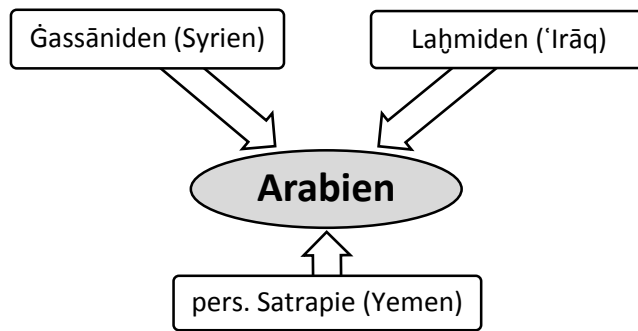 Ġassāniden (Syrien)
Laḫmiden (ʿIrāq)
Arabien
pers. Satrapie (Yemen)